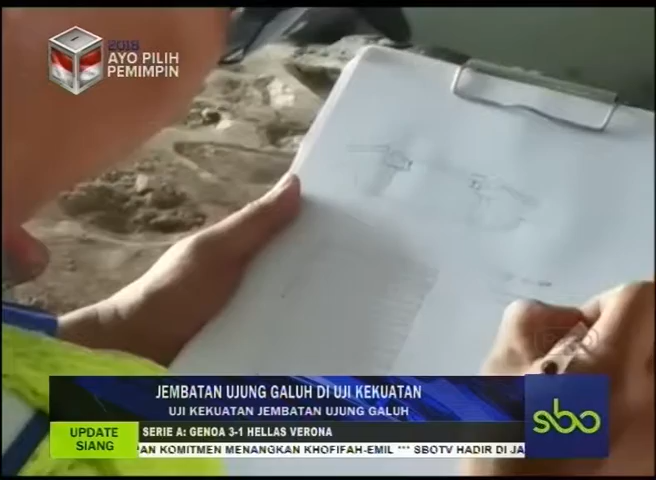 2018
AYO PILIH
PEMIMPIN
JEMBATAN UJUNG GALUH DI UJI KEKUATAN
UJI KEKUATAN JEMBATAN UJUNG GALUH
UPDATE
SIANG
SERIE A: GENOA 3-1 HELLAS VERONA
AN KOMITMEN MENANGKAN KHOFIFAH-EMIL *** SBOTV HADIR DI JA
sbo